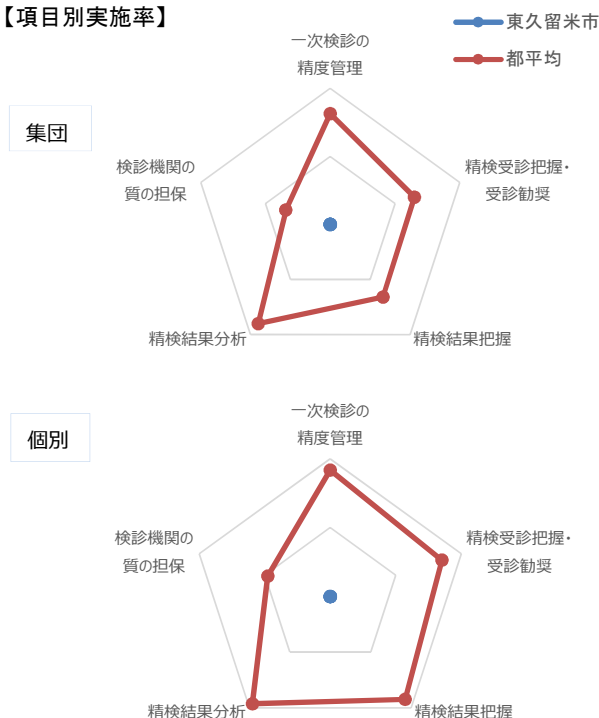 【項目別実施率】
東久留米市
都平均
集団
一次検診の
精度管理
検診機関の
質の担保
精検受診把握・
受診勧奨
精検結果分析
精検結果把握
個別
一次検診の
精度管理
検診機関の
質の担保
精検受診把握・
受診勧奨
精検結果分析
精検結果把握